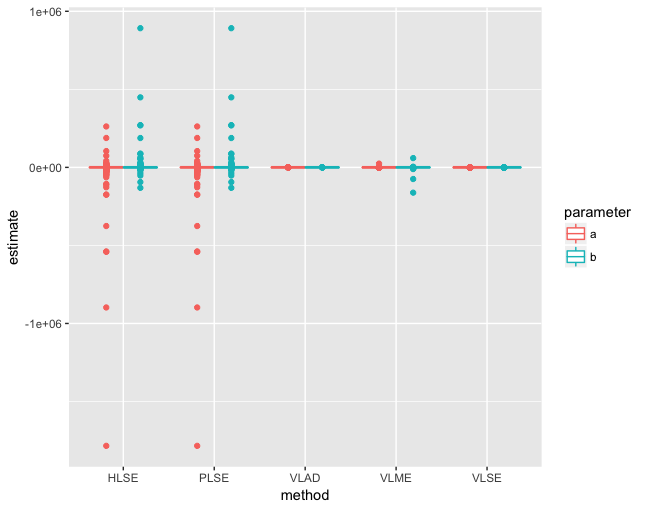 1e+06
0e+00
-1e+06
estimate
HLSE PLSE VLAD VLME VLSE
method
parameter
a
b